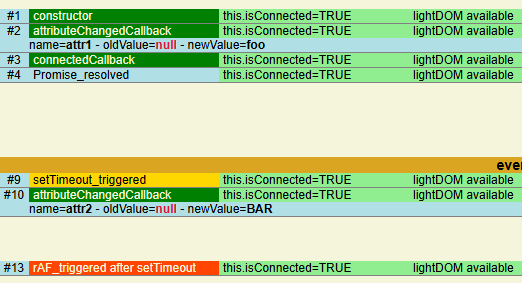 #1 constructor this.isConnected=TRUE lightDOM available
#2 attributeChangedCallback this.isConnected=TRUE lightDOM available
name=attr1 - oldValue=null - newValue=foo
#3 connectedCallback this.isConnected=TRUE lightDOM available
#4 Promise_resolved this.isConnected=TRUE lightDOM available
ever
#9 setTimeout_triggered this.isConnected=TRUE lightDOM available
#10 attributeChangedCallback this.isConnected=TRUE lightDOM available
name=attr2 - oldValue=null - newValue=BAR
#13 rAF_triggered after setTimeout this.isConnected=TRUE lightDOM available